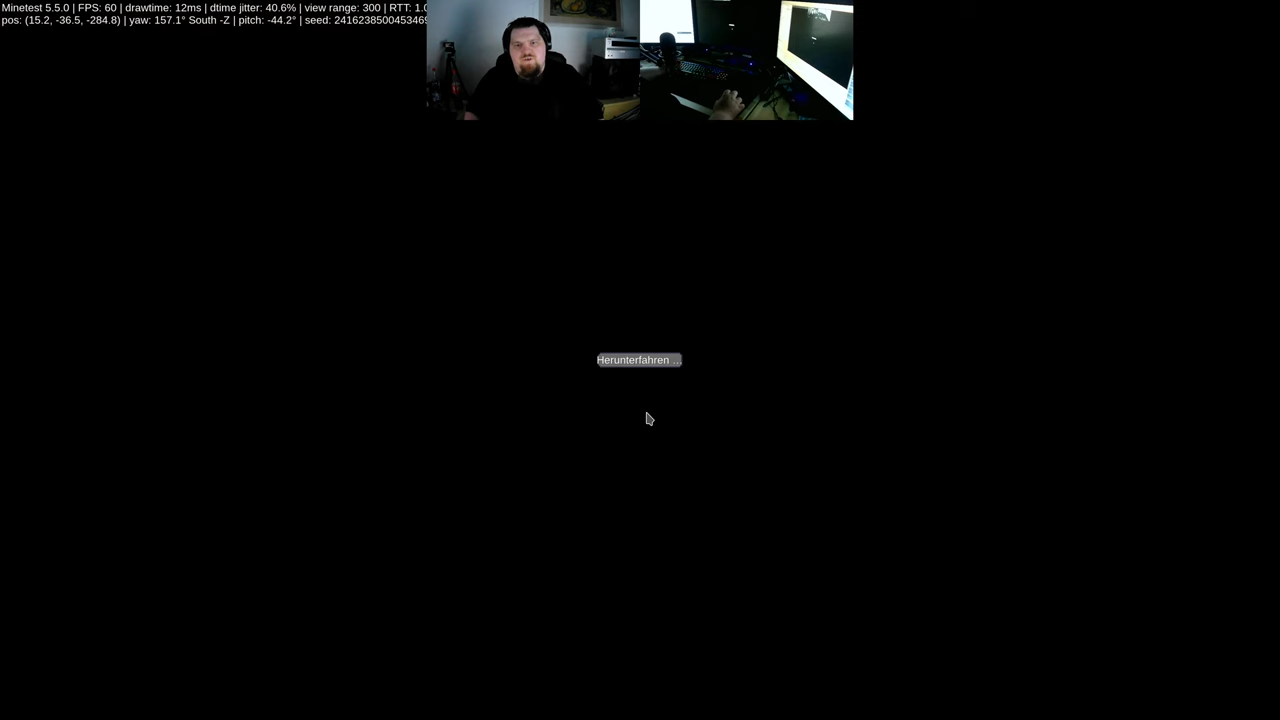 Minetest 5.5.0 | FPS: 60 | drawtime: 12ms | dtime jitter: 40.6% | view range: 300 | RTT: 1.0
pos: (15.2, -36.5, -284.8) | yaw: 157.1° South -Z | pitch: -44.2° | seed: 2416238500453469
Herunterfahren ...